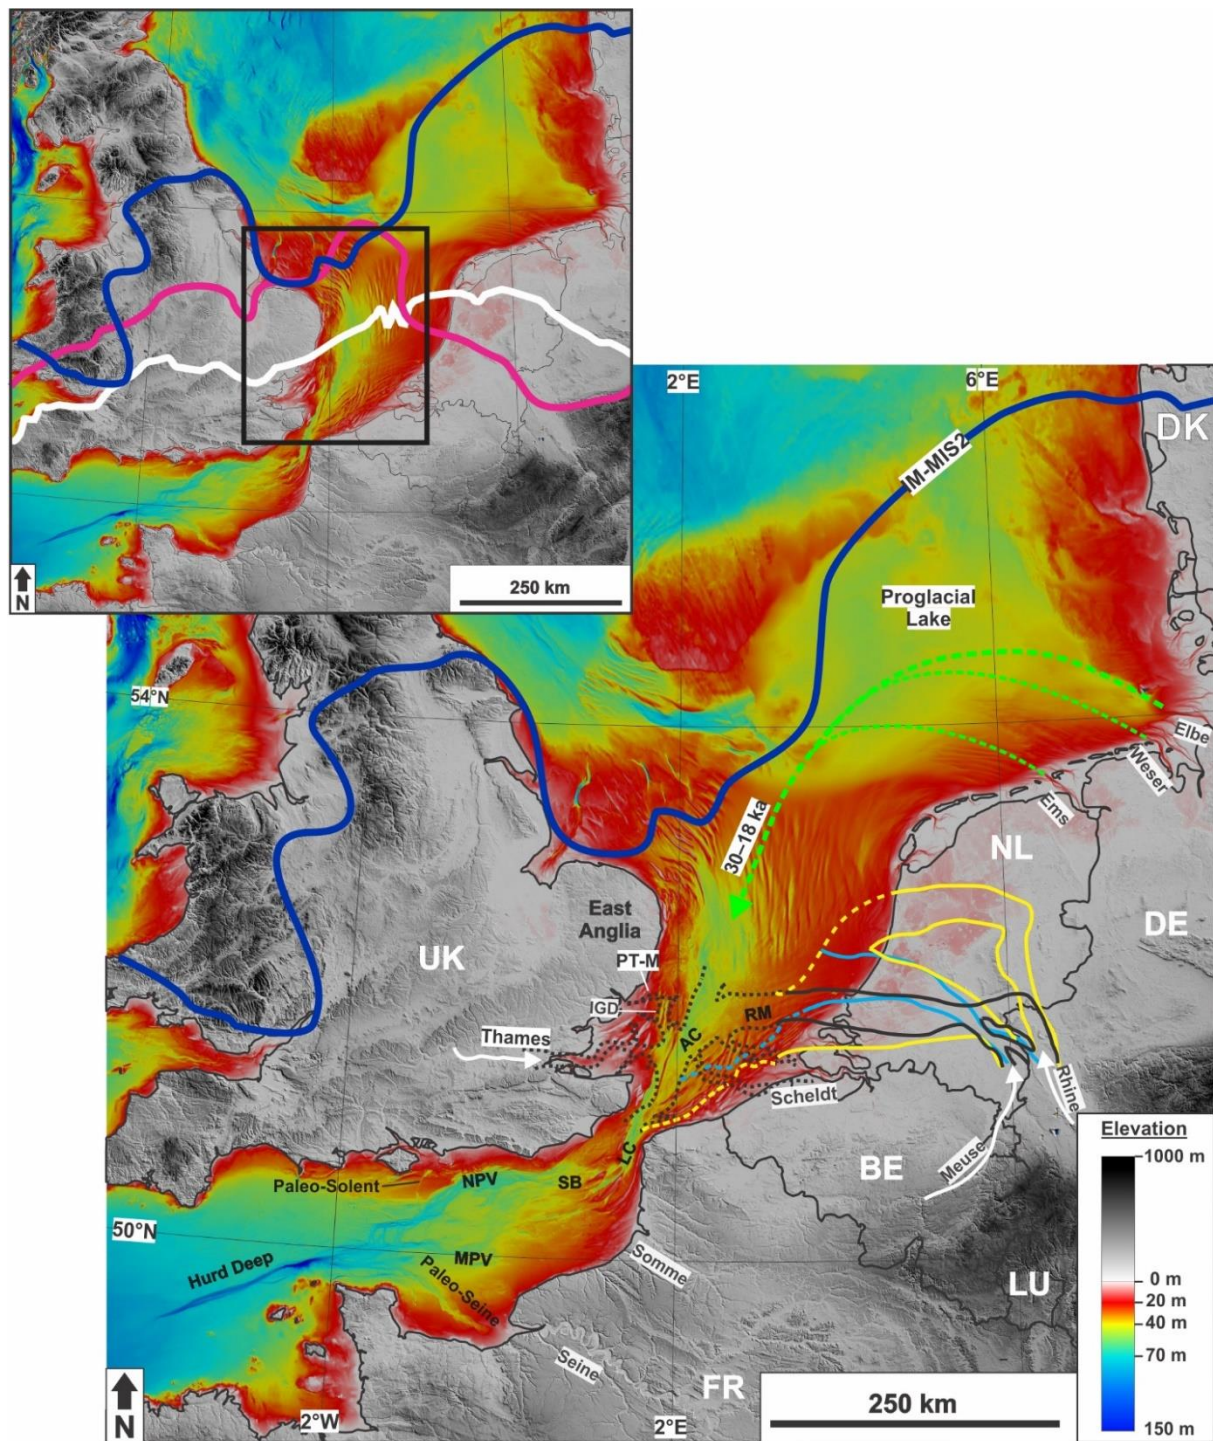 N
250 km
2°E
6°E
DK
M-MIS2
Proglacial
Lake
54°N
Elbe
Weser
Ems
30–18 ka
NL
East
Anglia
DE
UK
PT-M
IGD
RM
Thames
AC
Rhine
Scheldt
Meuse
LC
BE
Paleo-Solent
NPV
SB
50°N
Hurd Deep
MPV
Paleo-Seine
Somme
LU
Seine
FR
N
2°W
2°E
250 km
Elevation
1000 m
0 m
20 m
40 m
70 m
150 m